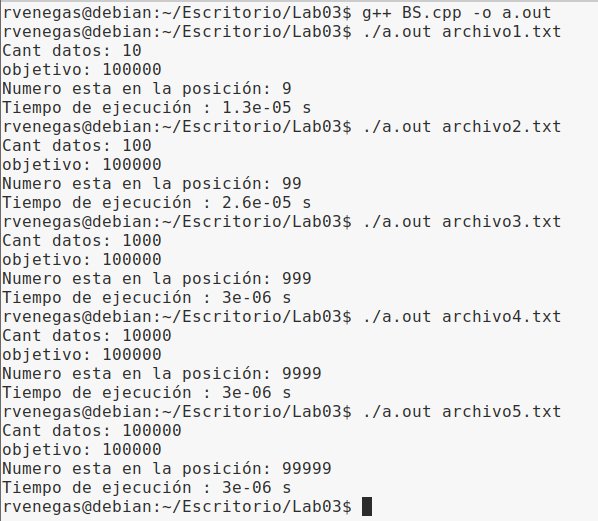 rvenegas@debian:~/Escritorio/Lab03$ g++ BS.cpp -o a.out
rvenegas@debian:~/Escritorio/Lab03$ ./a.out archivo1.txt
Cant datos: 10
objetivo: 100000
Numero esta en la posición: 9
Tiempo de ejecución : 1.3e-05 s
rvenegas@debian:~/Escritorio/Lab03$ ./a.out archivo2.txt
Cant datos: 100
objetivo: 100000
Numero esta en la posición: 99
Tiempo de ejecución : 2.6e-05 s
rvenegas@debian:~/Escritorio/Lab03$ ./a.out archivo3.txt
Cant datos: 1000
objetivo: 100000
Numero esta en la posición: 999
Tiempo de ejecución : 3e-06 s
rvenegas@debian:~/Escritorio/Lab03$ ./a.out archivo4.txt
Cant datos: 10000
objetivo: 100000
Numero esta en la posición: 9999
Tiempo de ejecución : 3e-06 s
rvenegas@debian:~/Escritorio/Lab03$ ./a.out archivo5.txt
Cant datos: 100000
objetivo: 100000
Numero esta en la posición: 99999
Tiempo de ejecución : 3e-06 s
rvenegas@debian:~/Escritorio/Lab03$